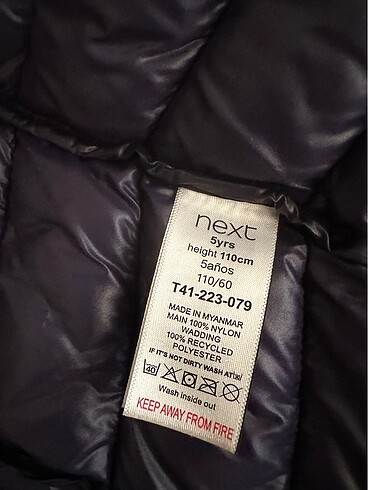 next
5yrs
height 110cm
5años
110/60
T41-223-079
MADE IN MYANMAR
MAIN 100% NYLON
WADDING
100% RECYCLED
POLYESTER
IF IT'S NOT DIRTY WASH AT
40
Wash inside out
KEEP AWAY FROM FIRE